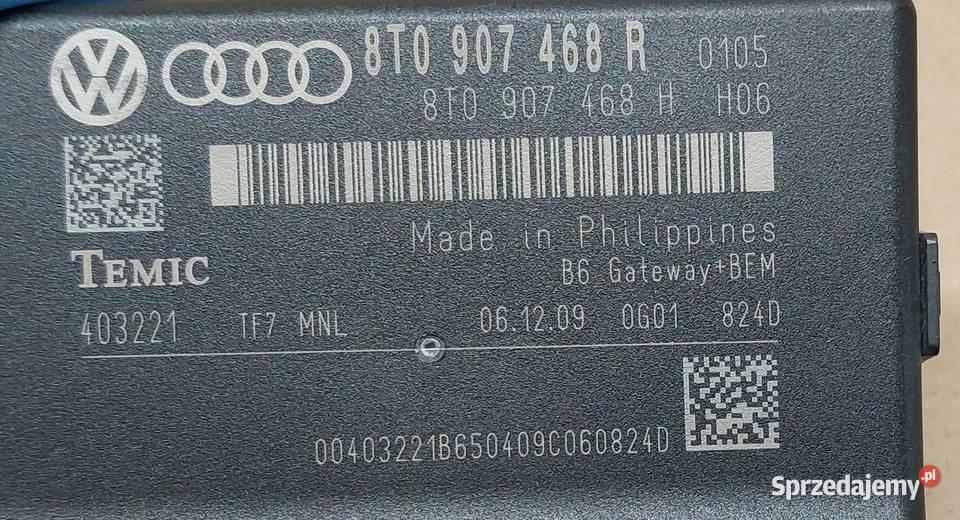 8T0 907 468 R 0105
8T0 907 468 H H06
Made in Philippines
TEMIC
B6 Gateway+BEM
403221 TF7 MNL 06.12.09 0G01 824D
00403221B650409C060824D
Sprzedajemy.pl